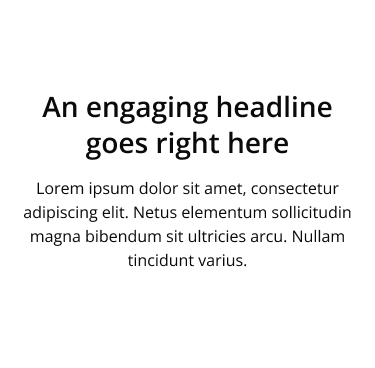 An engaging headline
goes right here
Lorem ipsum dolor sit amet, consectetur
adipiscing elit. Netus elementum sollicitudin
magna bibendum sit ultricies arcu. Nullam
tincidunt varius.